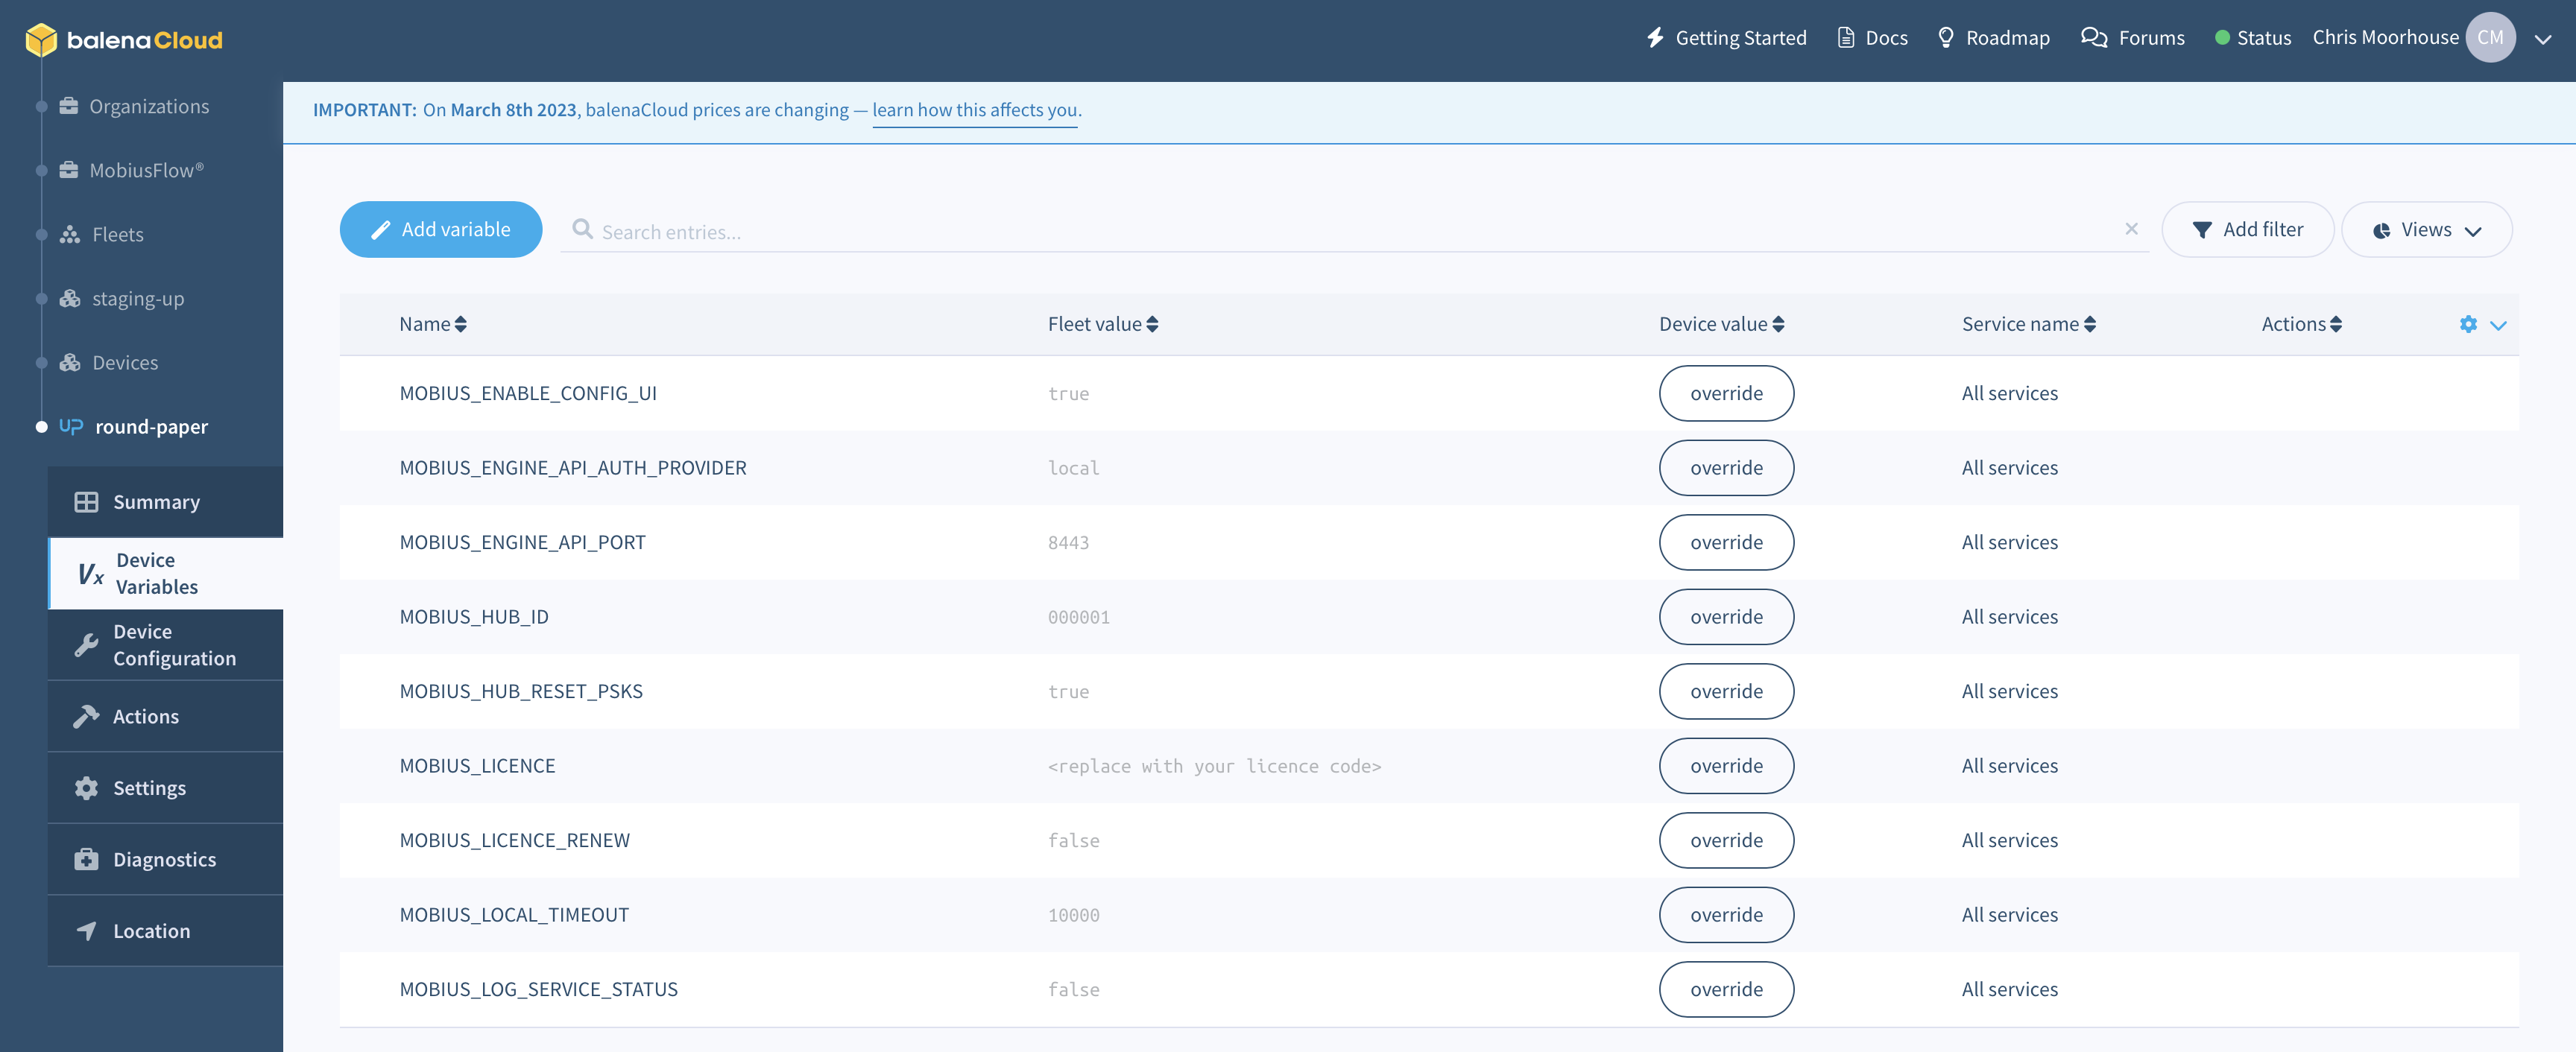 balenaCloud
Getting Started Docs Roadmap Forums Status Chris Moorhouse CM
Organizations
MobiusFlow®
Fleets
staging-up
Devices
UP round-paper
Summary
Vx Device
Variables
Device
Configuration
Actions
Settings
Diagnostics
Location
IMPORTANT: On March 8th 2023, balenaCloud prices are changing — learn how this affects you.
Add variable Search entries... × Add filter Views
Name Fleet value Device value Service name Actions
MOBIUS_ENABLE_CONFIG_UI true override All services
MOBIUS_ENGINE_API_AUTH_PROVIDER local override All services
MOBIUS_ENGINE_API_PORT 8443 override All services
MOBIUS_HUB_ID 000001 override All services
MOBIUS_HUB_RESET_PSKS true override All services
MOBIUS_LICENCE <replace with your licence code> override All services
MOBIUS_LICENCE_RENEW false override All services
MOBIUS_LOCAL_TIMEOUT 10000 override All services
MOBIUS_LOG_SERVICE_STATUS false override All services